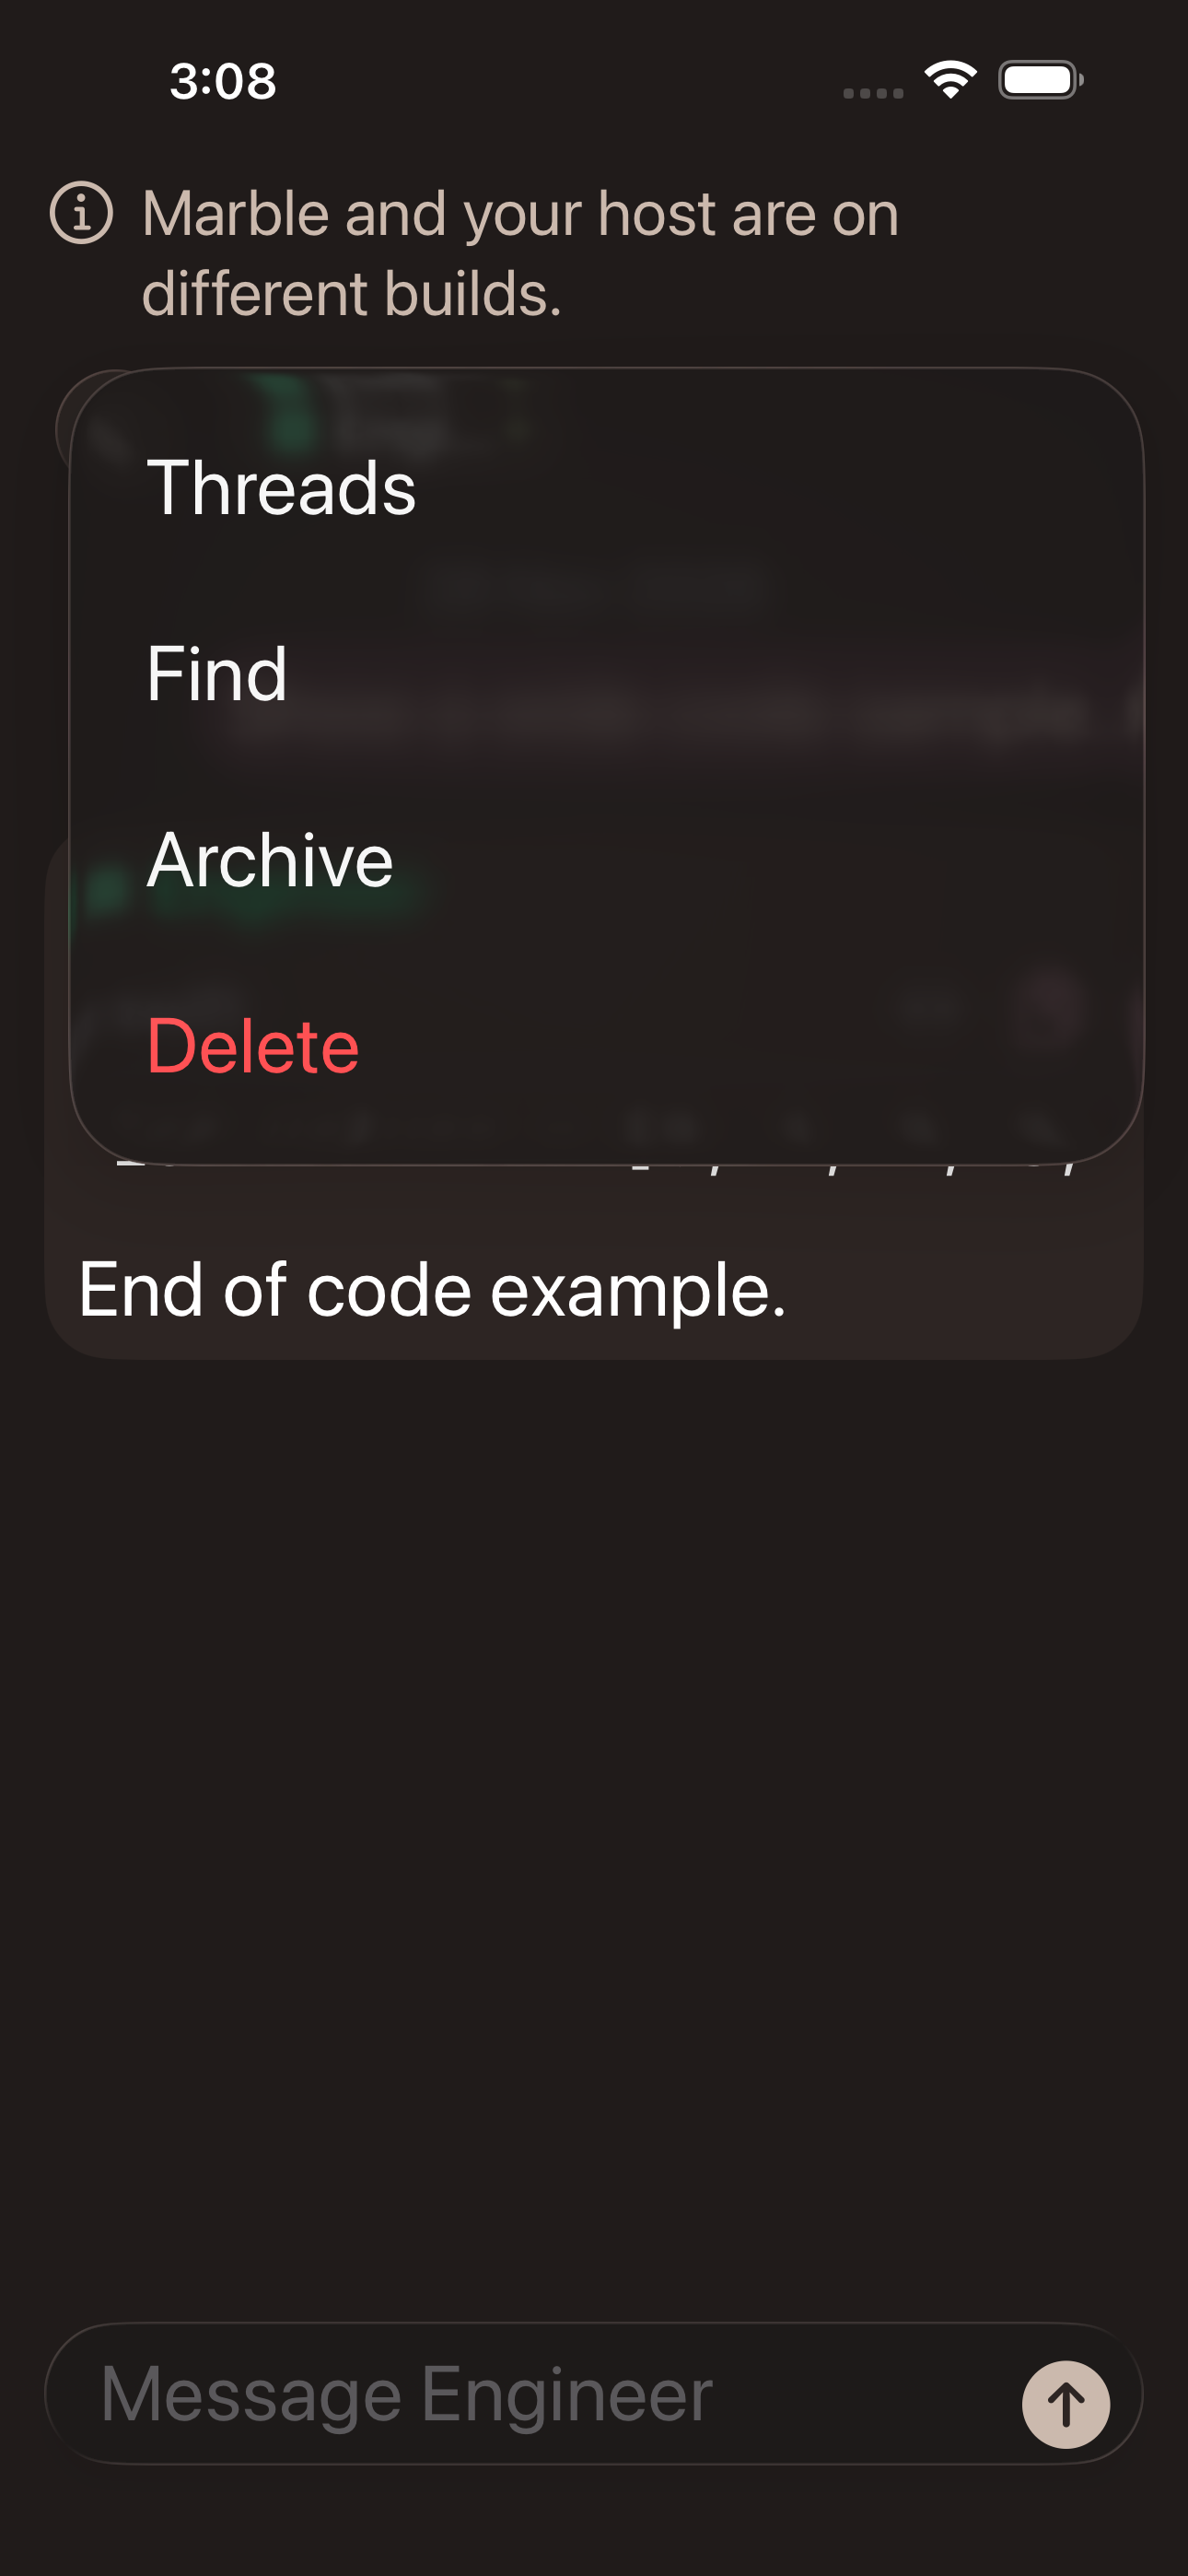 3:08
Marble and your host are on
different builds.
Threads
Find
Archive
Delete
End of code example.
Message Engineer